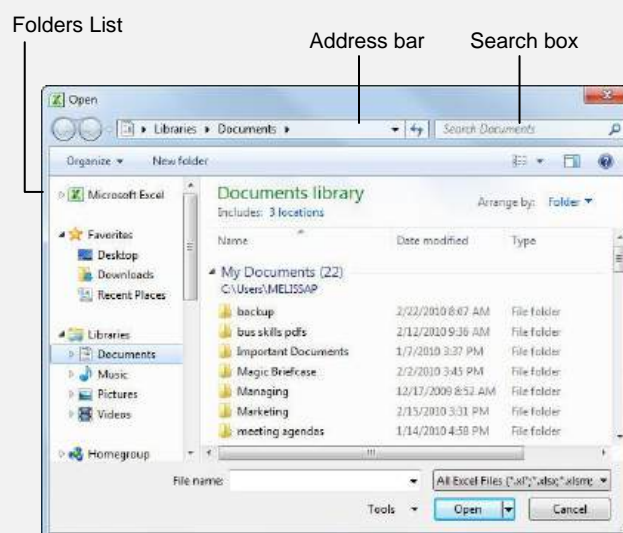 Folders List
Address bar Search box
Open
Libraries Documents Search Documents
Organize New folder
Microsoft Excel
Favorites
Desktop
Downloads
Recent Places
Libraries
Documents
Music
Pictures
Videos
Homegroup
Documents library
Includes: 3 locations
Arrange by: Folder
Name Date modified Type
My Documents (22)
C:\Users\MELISSAP
backup 2/22/2010 8:07 AM File folder
bus skills pdfs 2/12/2010 9:36 AM File folder
Important Documents 1/7/2010 3:37 PM File folder
Magic Briefcase 2/2/2010 3:45 PM File folder
Managing 12/17/2009 8:52 AM File folder
Marketing 2/15/2010 3:31 PM File folder
meeting agendas 1/14/2010 4:58 PM File folder
File name: All Excel Files (*.xl*;*.xlsx;*.xlsm;
Tools Open Cancel